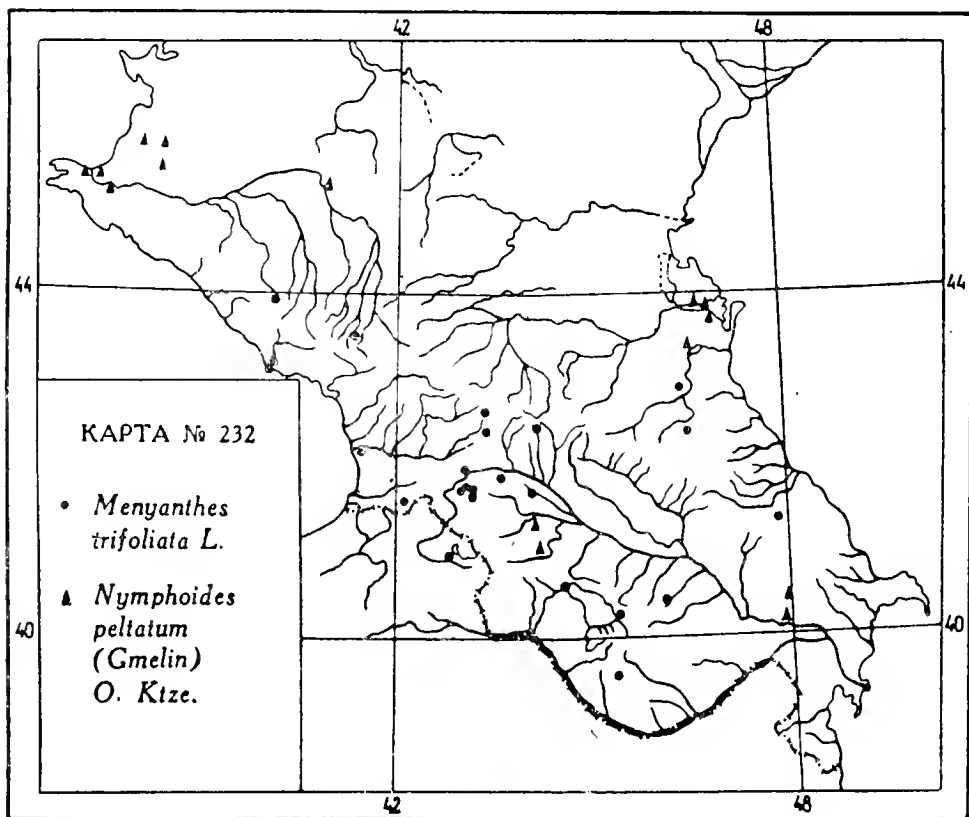 42 48
44 44
КАРТА № 232
Menyanthes
trifoliata L.
Nymphoides
peltatum
(Gmelin)
O. Ktze.
40 40
42 48